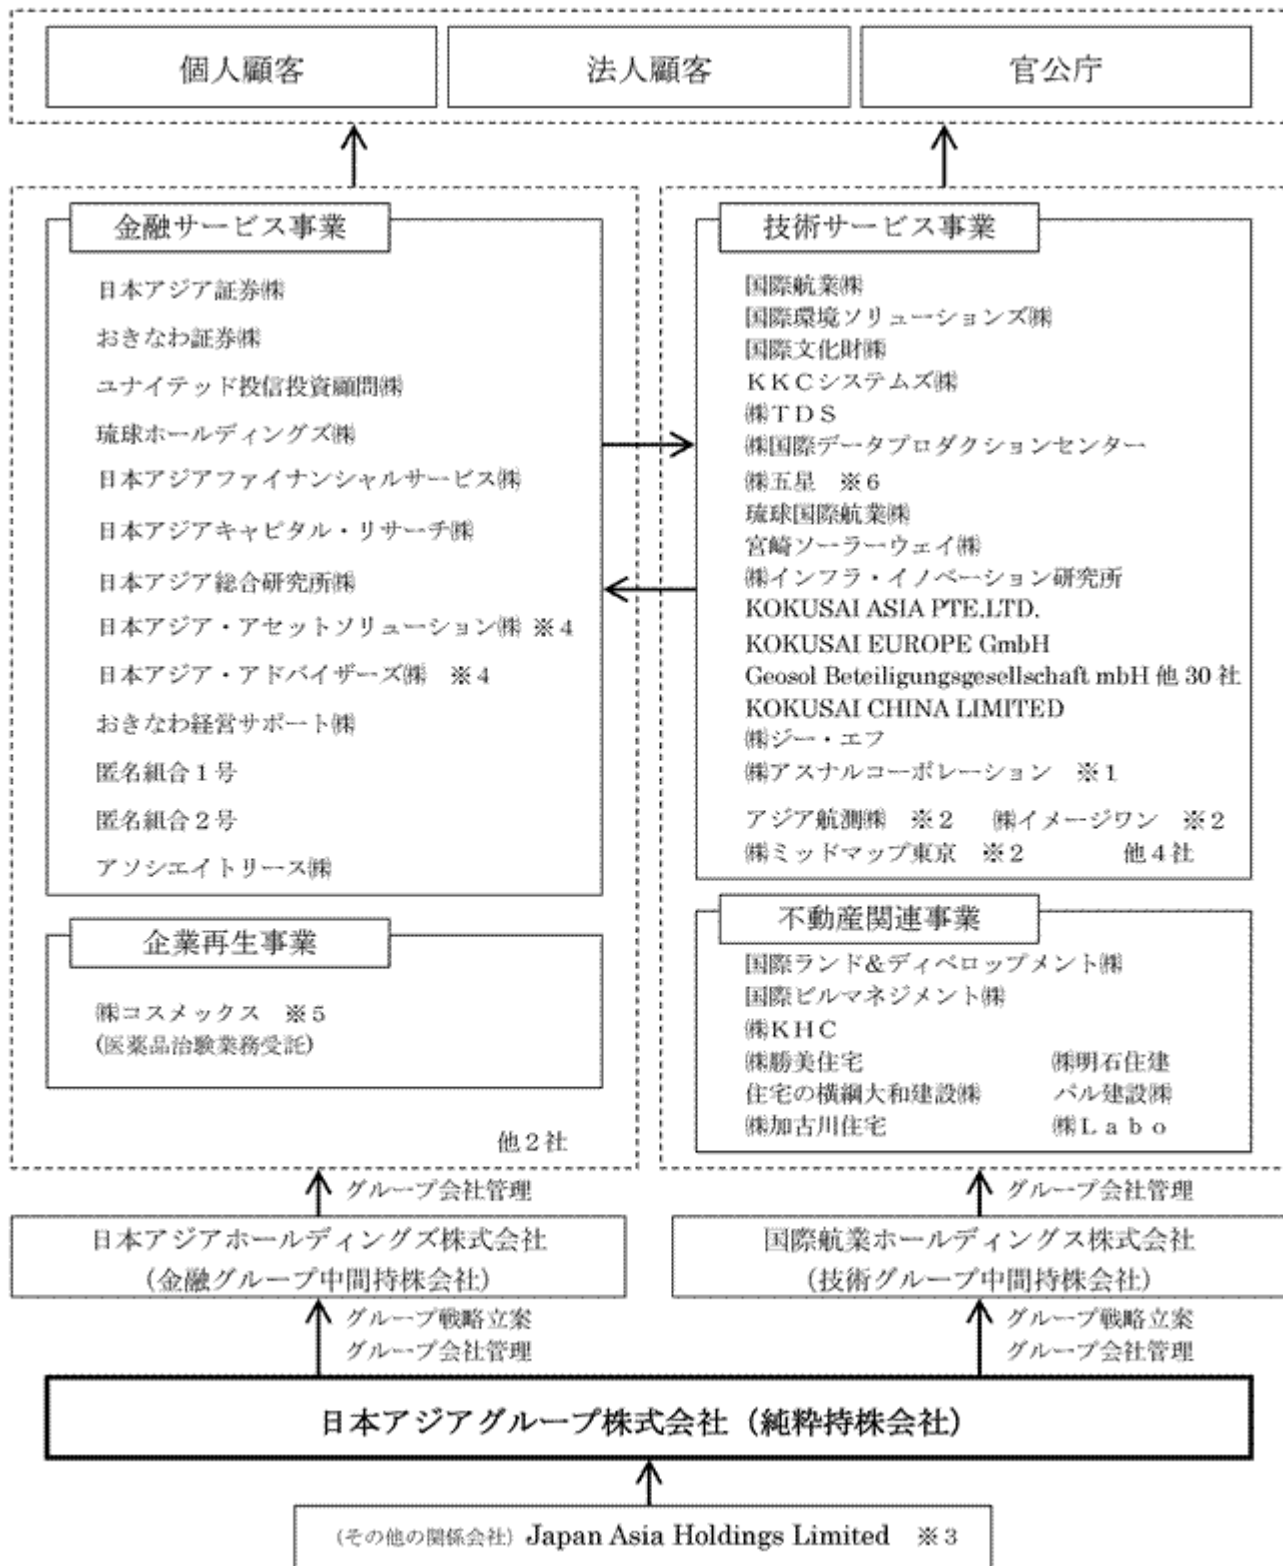 個人顧客
法人顧客
官公庁
金融サービス事業
日本アジア証券㈱
おきなわ証券㈱
ユナイテッド投信投資顧問㈱
琉球ホールディングズ㈱
日本アジアファイナンシャルサービス㈱
日本アジアキャピタル・リサーチ㈱
日本アジア総合研究所㈱
日本アジア・アセットソリューション㈱ ※4
日本アジア・アドバイザーズ㈱ ※4
おきなわ経営サポート㈱
匿名組合1号
匿名組合2号
アソシエイトリース㈱
企業再生事業
㈱コスメックス ※5
(医薬品治験業務受託)
他2社
技術サービス事業
国際航業㈱
国際環境ソリューションズ㈱
国際文化財㈱
KKCシステムズ㈱
㈱TDS
㈱国際データプロダクションセンター
㈱五星 ※6
琉球国際航業㈱
宮崎ソーラーウェイ㈱
㈱インフラ・イノベーション研究所
KOKUSAI ASIA PTE.LTD.
KOKUSAI EUROPE GmbH
Geosol Beteiligungsgesellschaft mbH 他 30 社
KOKUSAI CHINA LIMITED
㈱ジー・エフ
㈱アスナルコーポレーション ※1
アジア航測㈱ ※2 ㈱イメージワン ※2
㈱ミッドマップ東京 ※2 他4社
不動産関連事業
国際ランド&ディベロップメント㈱
国際ビルマネジメント㈱
㈱KHC
㈱勝美住宅 ㈱明石住建
住宅の横綱大和建設㈱ パル建設㈱
㈱加古川住宅 ㈱Labo
グループ会社管理
グループ会社管理
日本アジアホールディングズ株式会社
(金融グループ中間持株会社)
国際航業ホールディングス株式会社
(技術グループ中間持株会社)
グループ戦略立案
グループ会社管理
グループ戦略立案
グループ会社管理
日本アジアグループ株式会社(純粋持株会社)
(その他の関係会社) Japan Asia Holdings Limited ※3